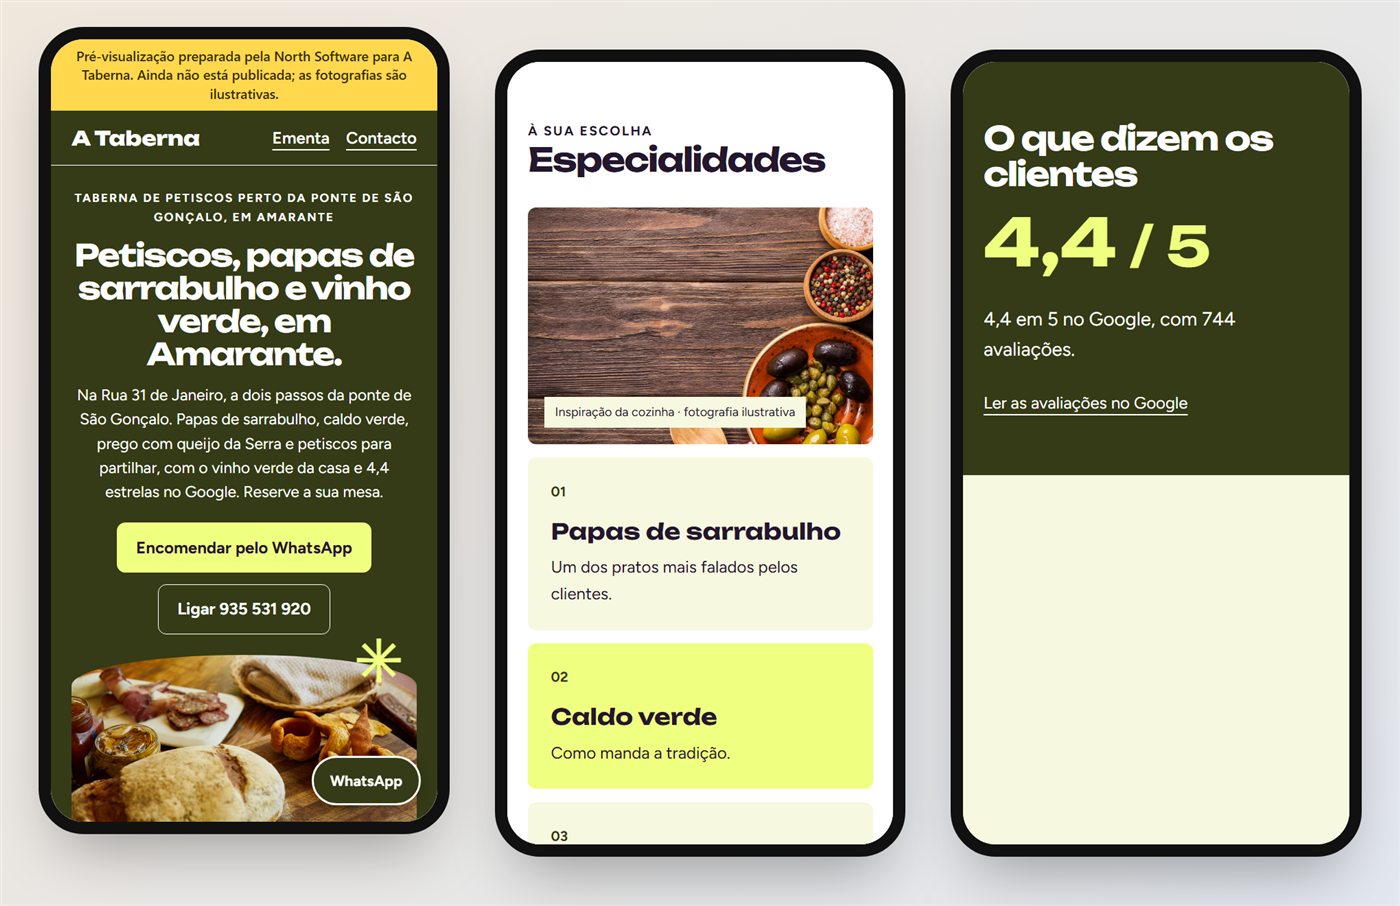 Pré-visualização preparada pela North Software para A
Taberna. Ainda não está publicada; as fotografias são
ilustrativas.
A Taberna
Ementa Contacto
TABERNA DE PETISCOS PERTO DA PONTE DE SÃO
GONÇALO, EM AMARANTE
Petiscos, papas de
sarrabulho e vinho
verde, em
Amarante.
Na Rua 31 de Janeiro, a dois passos da ponte de
São Gonçalo. Papas de sarrabulho, caldo verde,
prego com queijo da Serra e petiscos para
partilhar, com o vinho verde da casa e 4,4
estrelas no Google. Reserve a sua mesa.
Encomendar pelo WhatsApp
Ligar 935 531 920
WhatsApp
À SUA ESCOLHA
Especialidades
Inspiração da cozinha · fotografia ilustrativa
01
Papas de sarrabulho
Um dos pratos mais falados pelos
clientes.
02
Caldo verde
Como manda a tradição.
03
O que dizem os
clientes
4,4 / 5
4,4 em 5 no Google, com 744
avaliações.
Ler as avaliações no Google